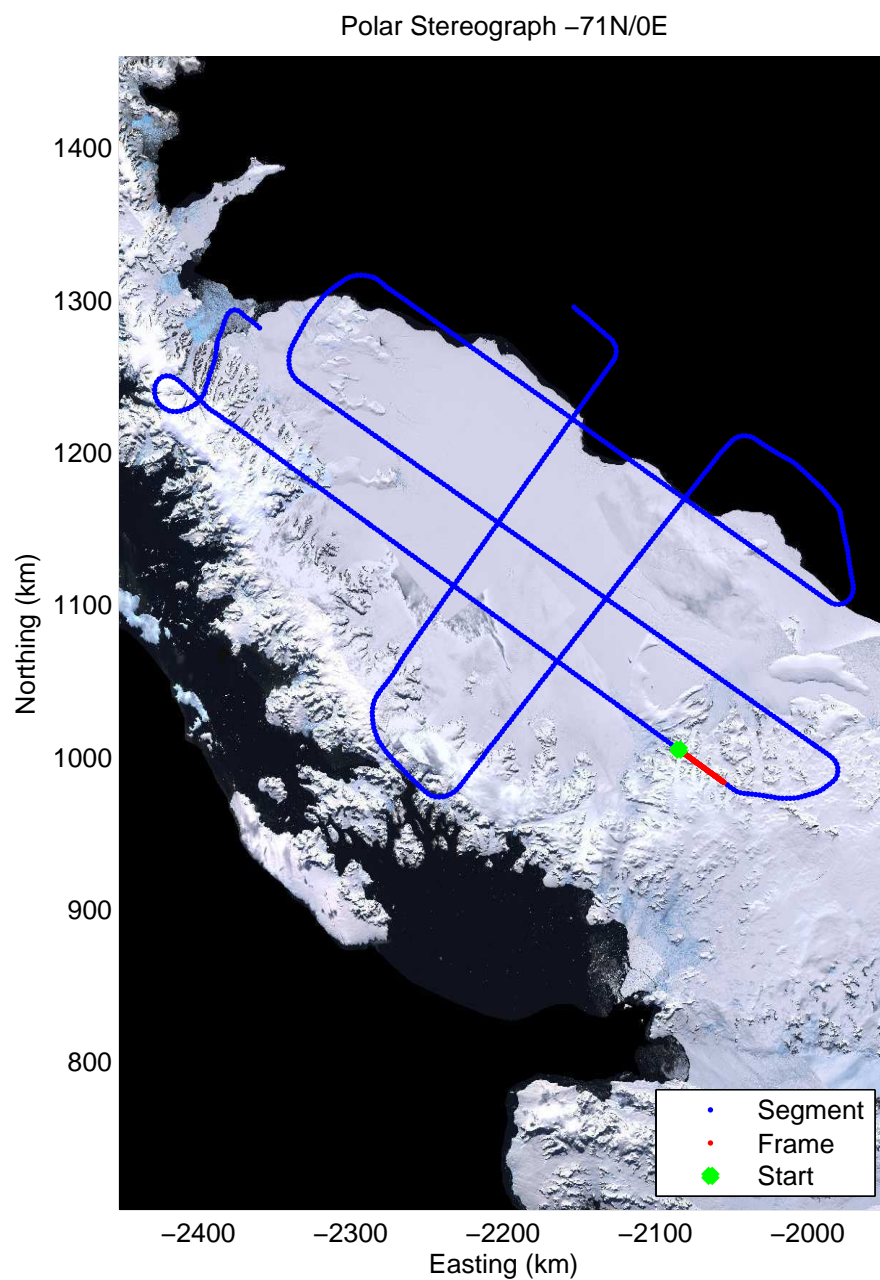 Polar Stereograph −71N/0E
1400
1300
1200
1100
1000
900
800
Northing (km)
−2400 −2300 −2200 −2100 −2000
Easting (km)
Segment
Frame
Start